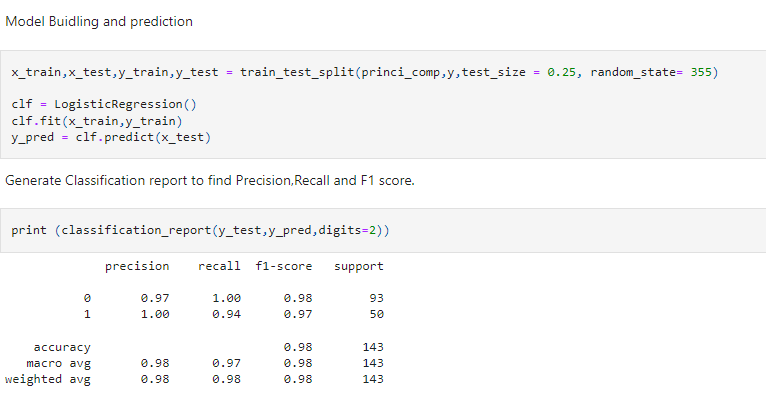 Model Buidling and prediction
x_train,x_test,y_train,y_test = train_test_split(princi_comp,y,test_size = 0.25, random_state= 355)
clf = LogisticRegression()
clf.fit(x_train,y_train)
y_pred = clf.predict(x_test)
Generate Classification report to find Precision,Recall and F1 score.
print (classification_report(y_test,y_pred,digits=2))
precision recall f1-score support
0 0.97 1.00 0.98 93
1 1.00 0.94 0.97 50
accuracy 0.98 143
macro avg 0.98 0.97 0.98 143
weighted avg 0.98 0.98 0.98 143